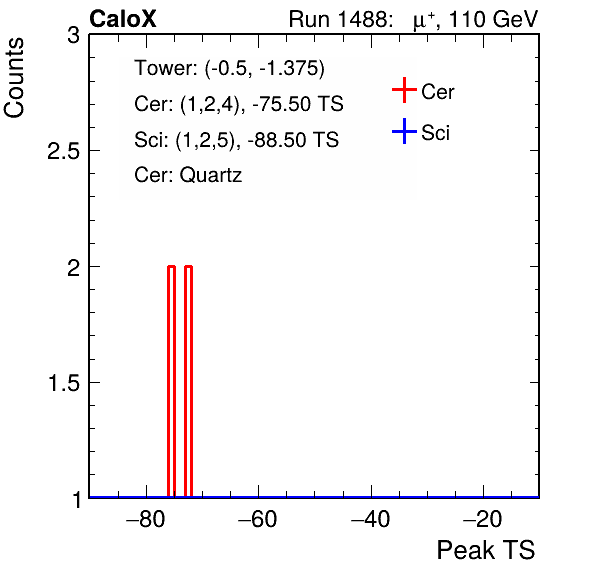 CaloX Run 1488: μ⁺, 110 GeV
Counts
3
2.5
2
1.5
1
Tower: (-0.5, -1.375)
Cer: (1,2,4), -75.50 TS
Sci: (1,2,5), -88.50 TS
Cer: Quartz
Cer
Sci
−80 −60 −40 −20
Peak TS